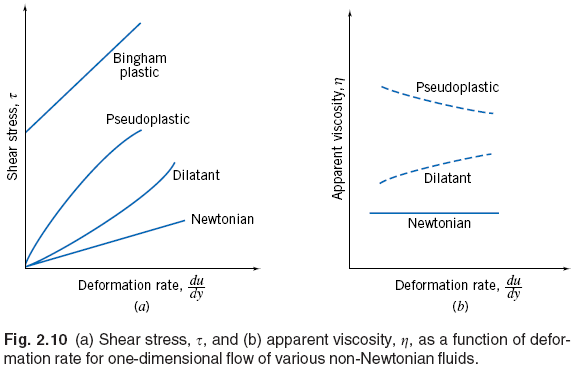 Shear stress, τ
Bingham
plastic
Pseudoplastic
Dilatant
Newtonian
Deformation rate, du/dy
(a)
Apparent viscosity, η
Pseudoplastic
Dilatant
Newtonian
Deformation rate, du/dy
(b)
Fig. 2.10 (a) Shear stress, τ, and (b) apparent viscosity, η, as a function of defor-
mation rate for one-dimensional flow of various non-Newtonian fluids.